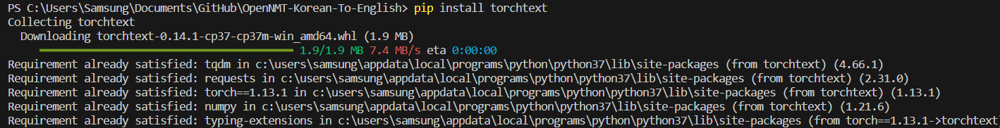 PS C:\Users\Samsung\Documents\GitHub\OpenNMT-Korean-To-English> pip install torchtext
Collecting torchtext
  Downloading torchtext-0.14.1-cp37-cp37m-win_amd64.whl (1.9 MB)
1.9/1.9 MB 7.4 MB/s eta 0:00:00
Requirement already satisfied: tqdm in c:\users\samsung\appdata\local\programs\python\python37\lib\site-packages (from torchtext) (4.66.1)
Requirement already satisfied: requests in c:\users\samsung\appdata\local\programs\python\python37\lib\site-packages (from torchtext) (2.31.0)
Requirement already satisfied: torch==1.13.1 in c:\users\samsung\appdata\local\programs\python\python37\lib\site-packages (from torchtext) (1.13.1)
Requirement already satisfied: numpy in c:\users\samsung\appdata\local\programs\python\python37\lib\site-packages (from torchtext) (1.21.6)
Requirement already satisfied: typing-extensions in c:\users\samsung\appdata\local\programs\python\python37\lib\site-packages (from torch==1.13.1->torchtext)